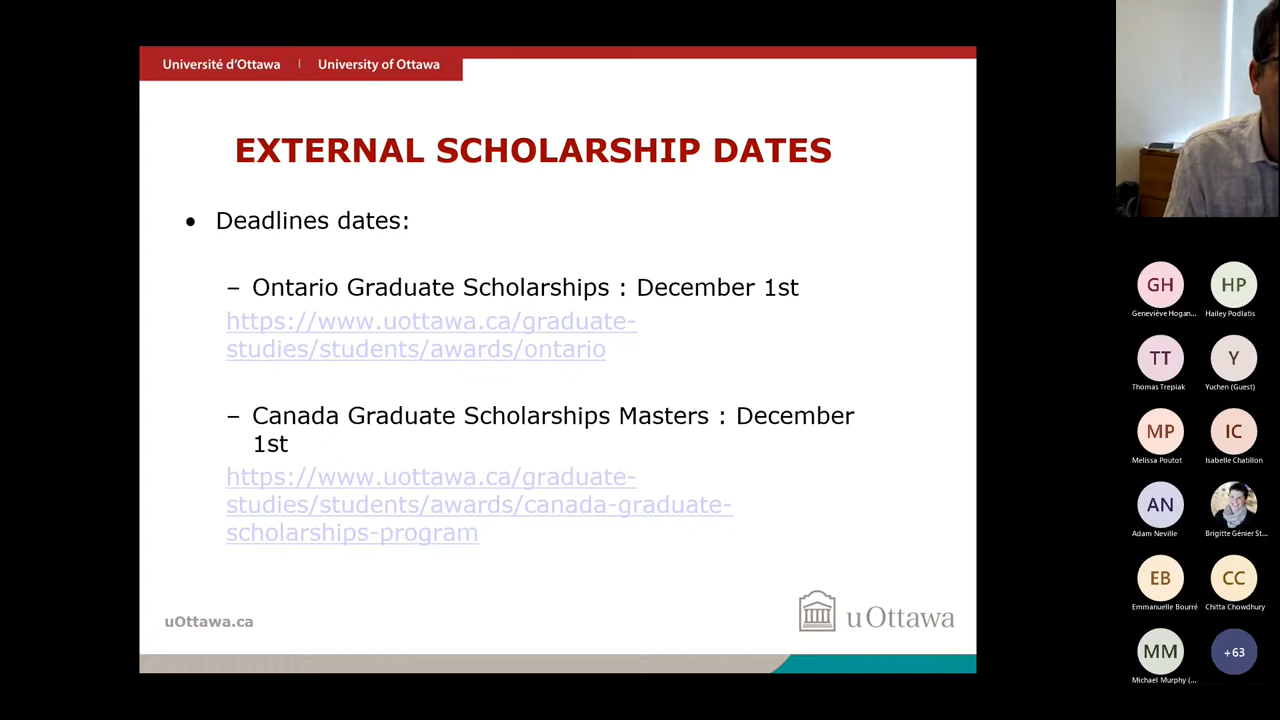 Université d'Ottawa | University of Ottawa
EXTERNAL SCHOLARSHIP DATES
• Deadlines dates:
– Ontario Graduate Scholarships : December 1st
https://www.uottawa.ca/graduate-
studies/students/awards/ontario
– Canada Graduate Scholarships Masters : December
1st
https://www.uottawa.ca/graduate-
studies/students/awards/canada-graduate-
scholarships-program
uOttawa.ca
uOttawa
GH HP
Geneviève Hogan... Hailey Podlatis
TT Y
Thomas Trepiak Yuchen (Guest)
MP IC
Melissa Poutot Isabelle Chatillon
AN
Adam Neville Brigitte Génier St...
EB CC
Emmanuelle Bourré Chitta Chowdhury
MM +63
Michael Murphy (...